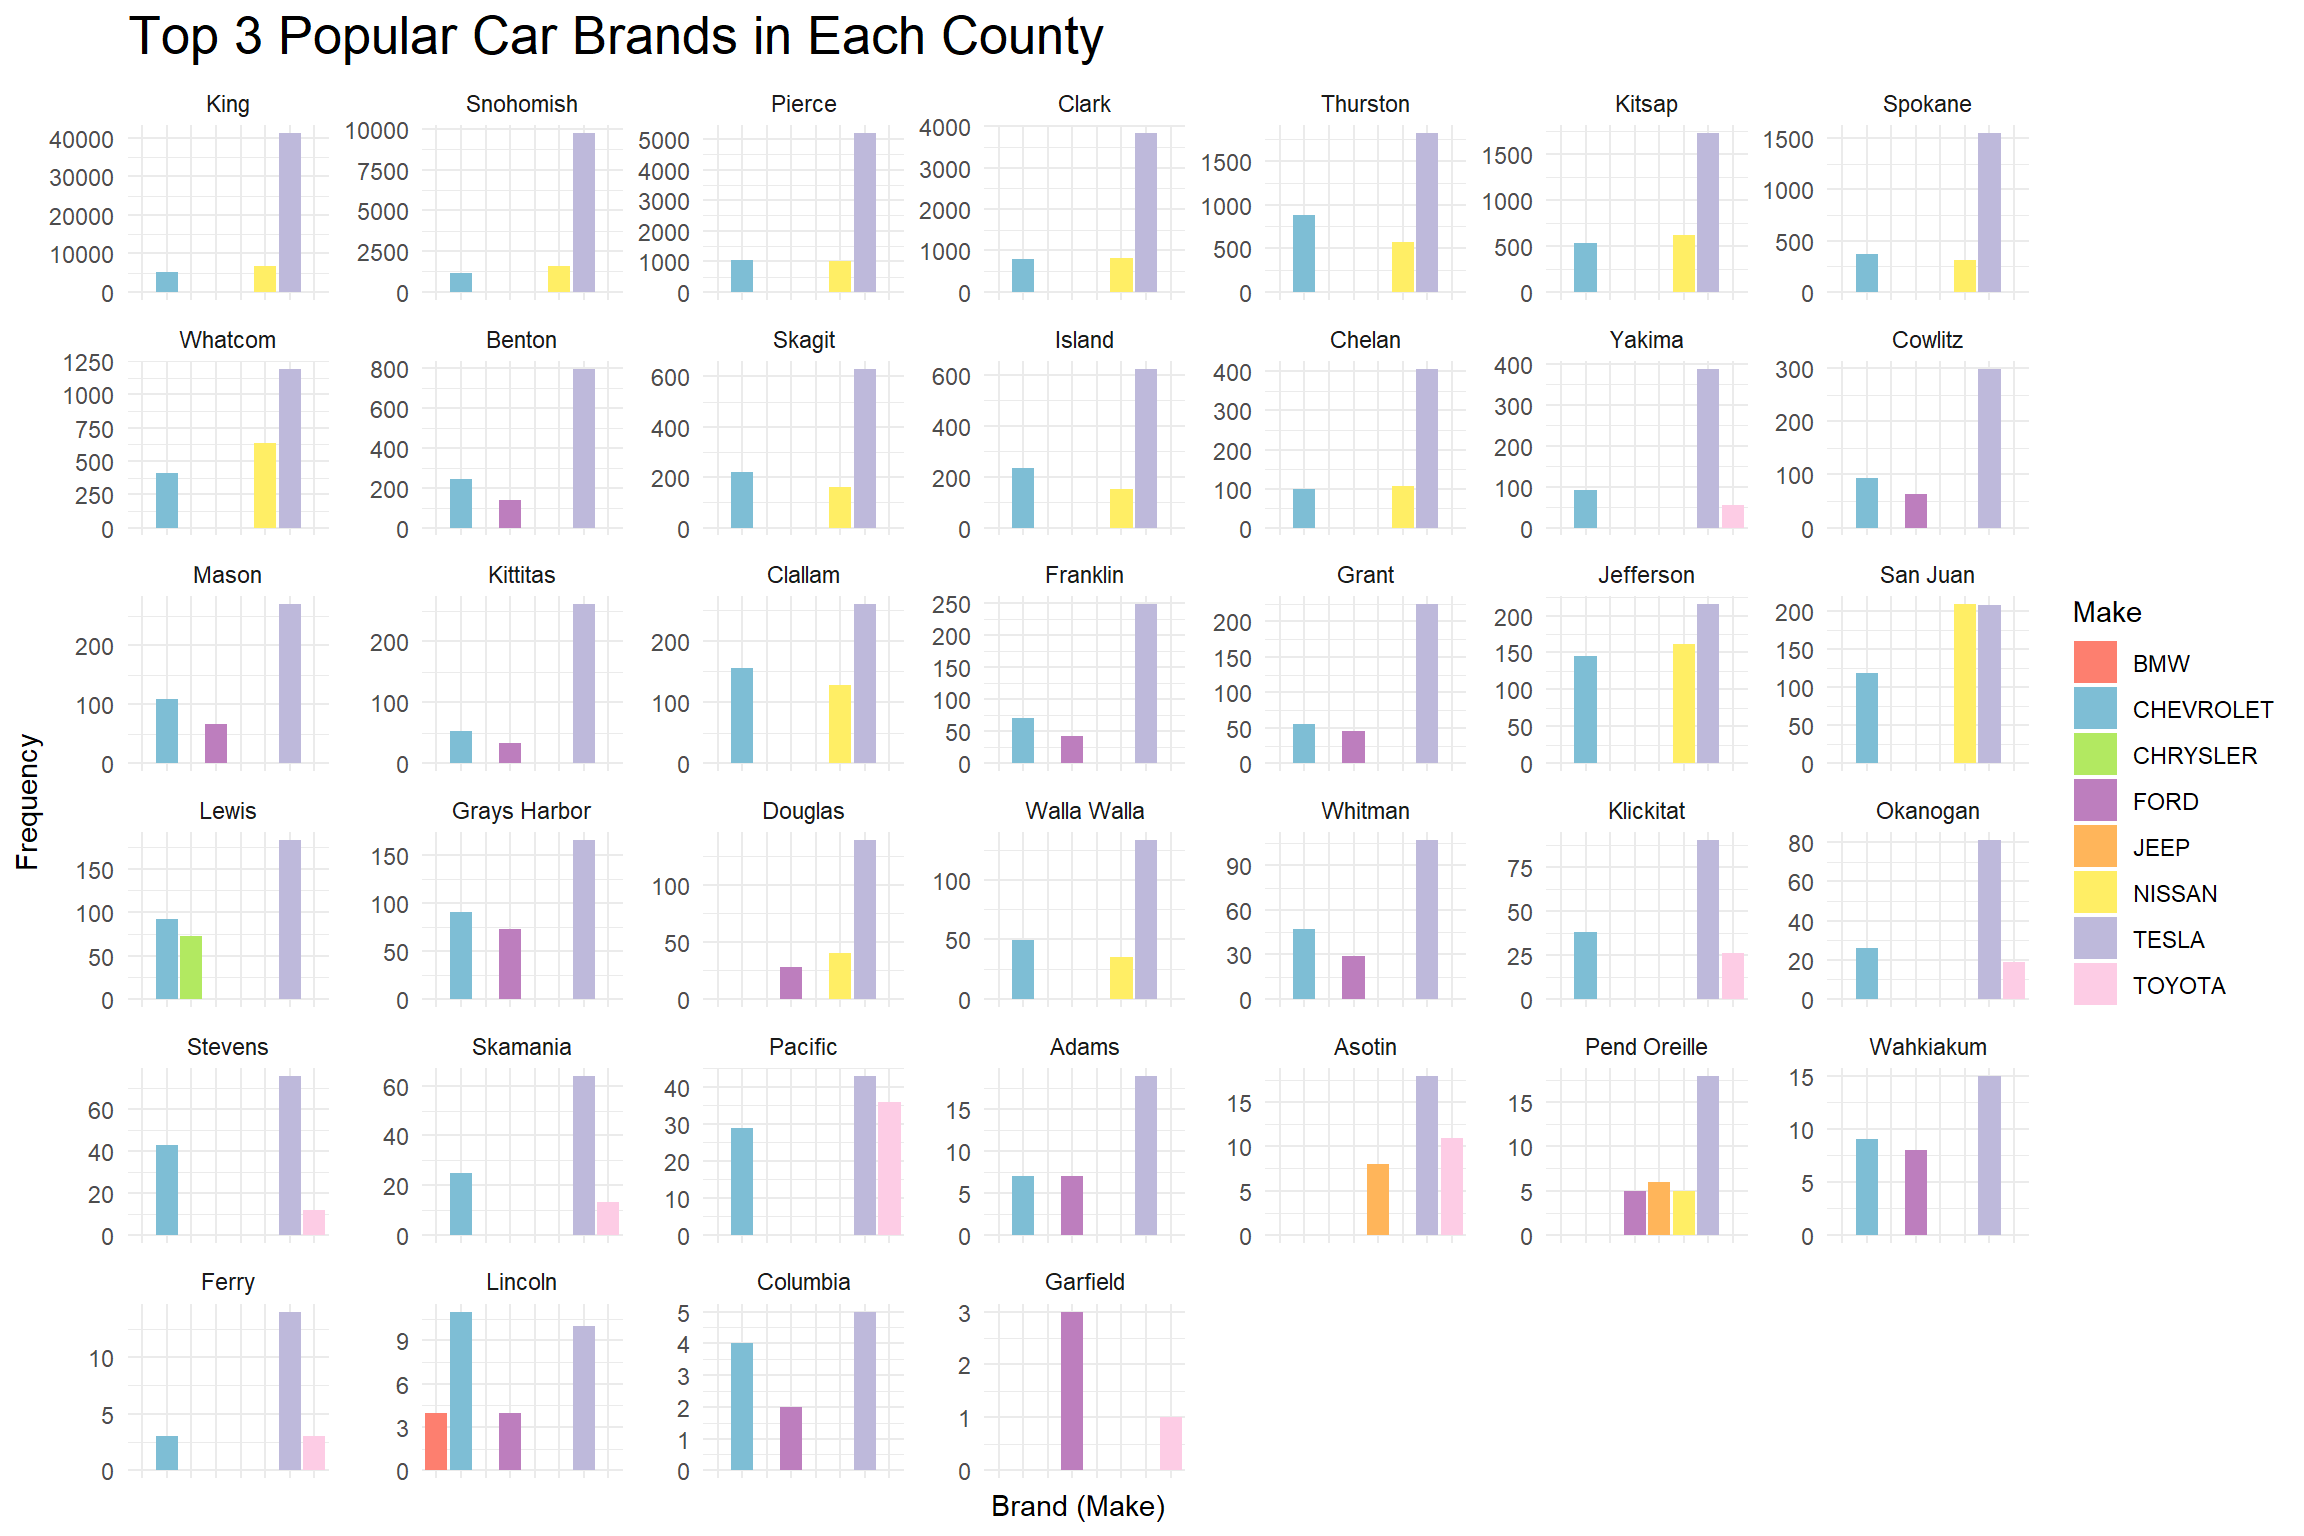 Top 3 Popular Car Brands in Each County
King Snohomish Pierce Clark Thurston Kitsap Spokane
40000 30000 20000 10000 0
10000 7500 5000 2500 0
5000 4000 3000 2000 1000 0
4000 3000 2000 1000 0
1500 1000 500 0
1500 1000 500 0
1500 1000 500 0
Whatcom Benton Skagit Island Chelan Yakima Cowlitz
1250 1000 750 500 250 0
800 600 400 200 0
600 400 200 0
600 400 200 0
400 300 200 100 0
400 300 200 100 0
300 200 100 0
Mason Kittitas Clallam Franklin Grant Jefferson San Juan
200 100 0
200 100 0
200 100 0
250 200 150 100 50 0
200 150 100 50 0
200 150 100 50 0
200 150 100 50 0
Lewis Grays Harbor Douglas Walla Walla Whitman Klickitat Okanogan
150 100 50 0
150 100 50 0
100 50 0
100 50 0
90 60 30 0
75 50 25 0
80 60 40 20 0
Stevens Skamania Pacific Adams Asotin Pend Oreille Wahkiakum
60 40 20 0
60 40 20 0
40 30 20 10 0
15 10 5 0
15 10 5 0
15 10 5 0
15 10 5 0
Ferry Lincoln Columbia Garfield
10 5 0
9 6 3 0
5 4 3 2 1 0
3 2 1 0
Frequency
Brand (Make)
Make
BMW
CHEVROLET
CHRYSLER
FORD
JEEP
NISSAN
TESLA
TOYOTA